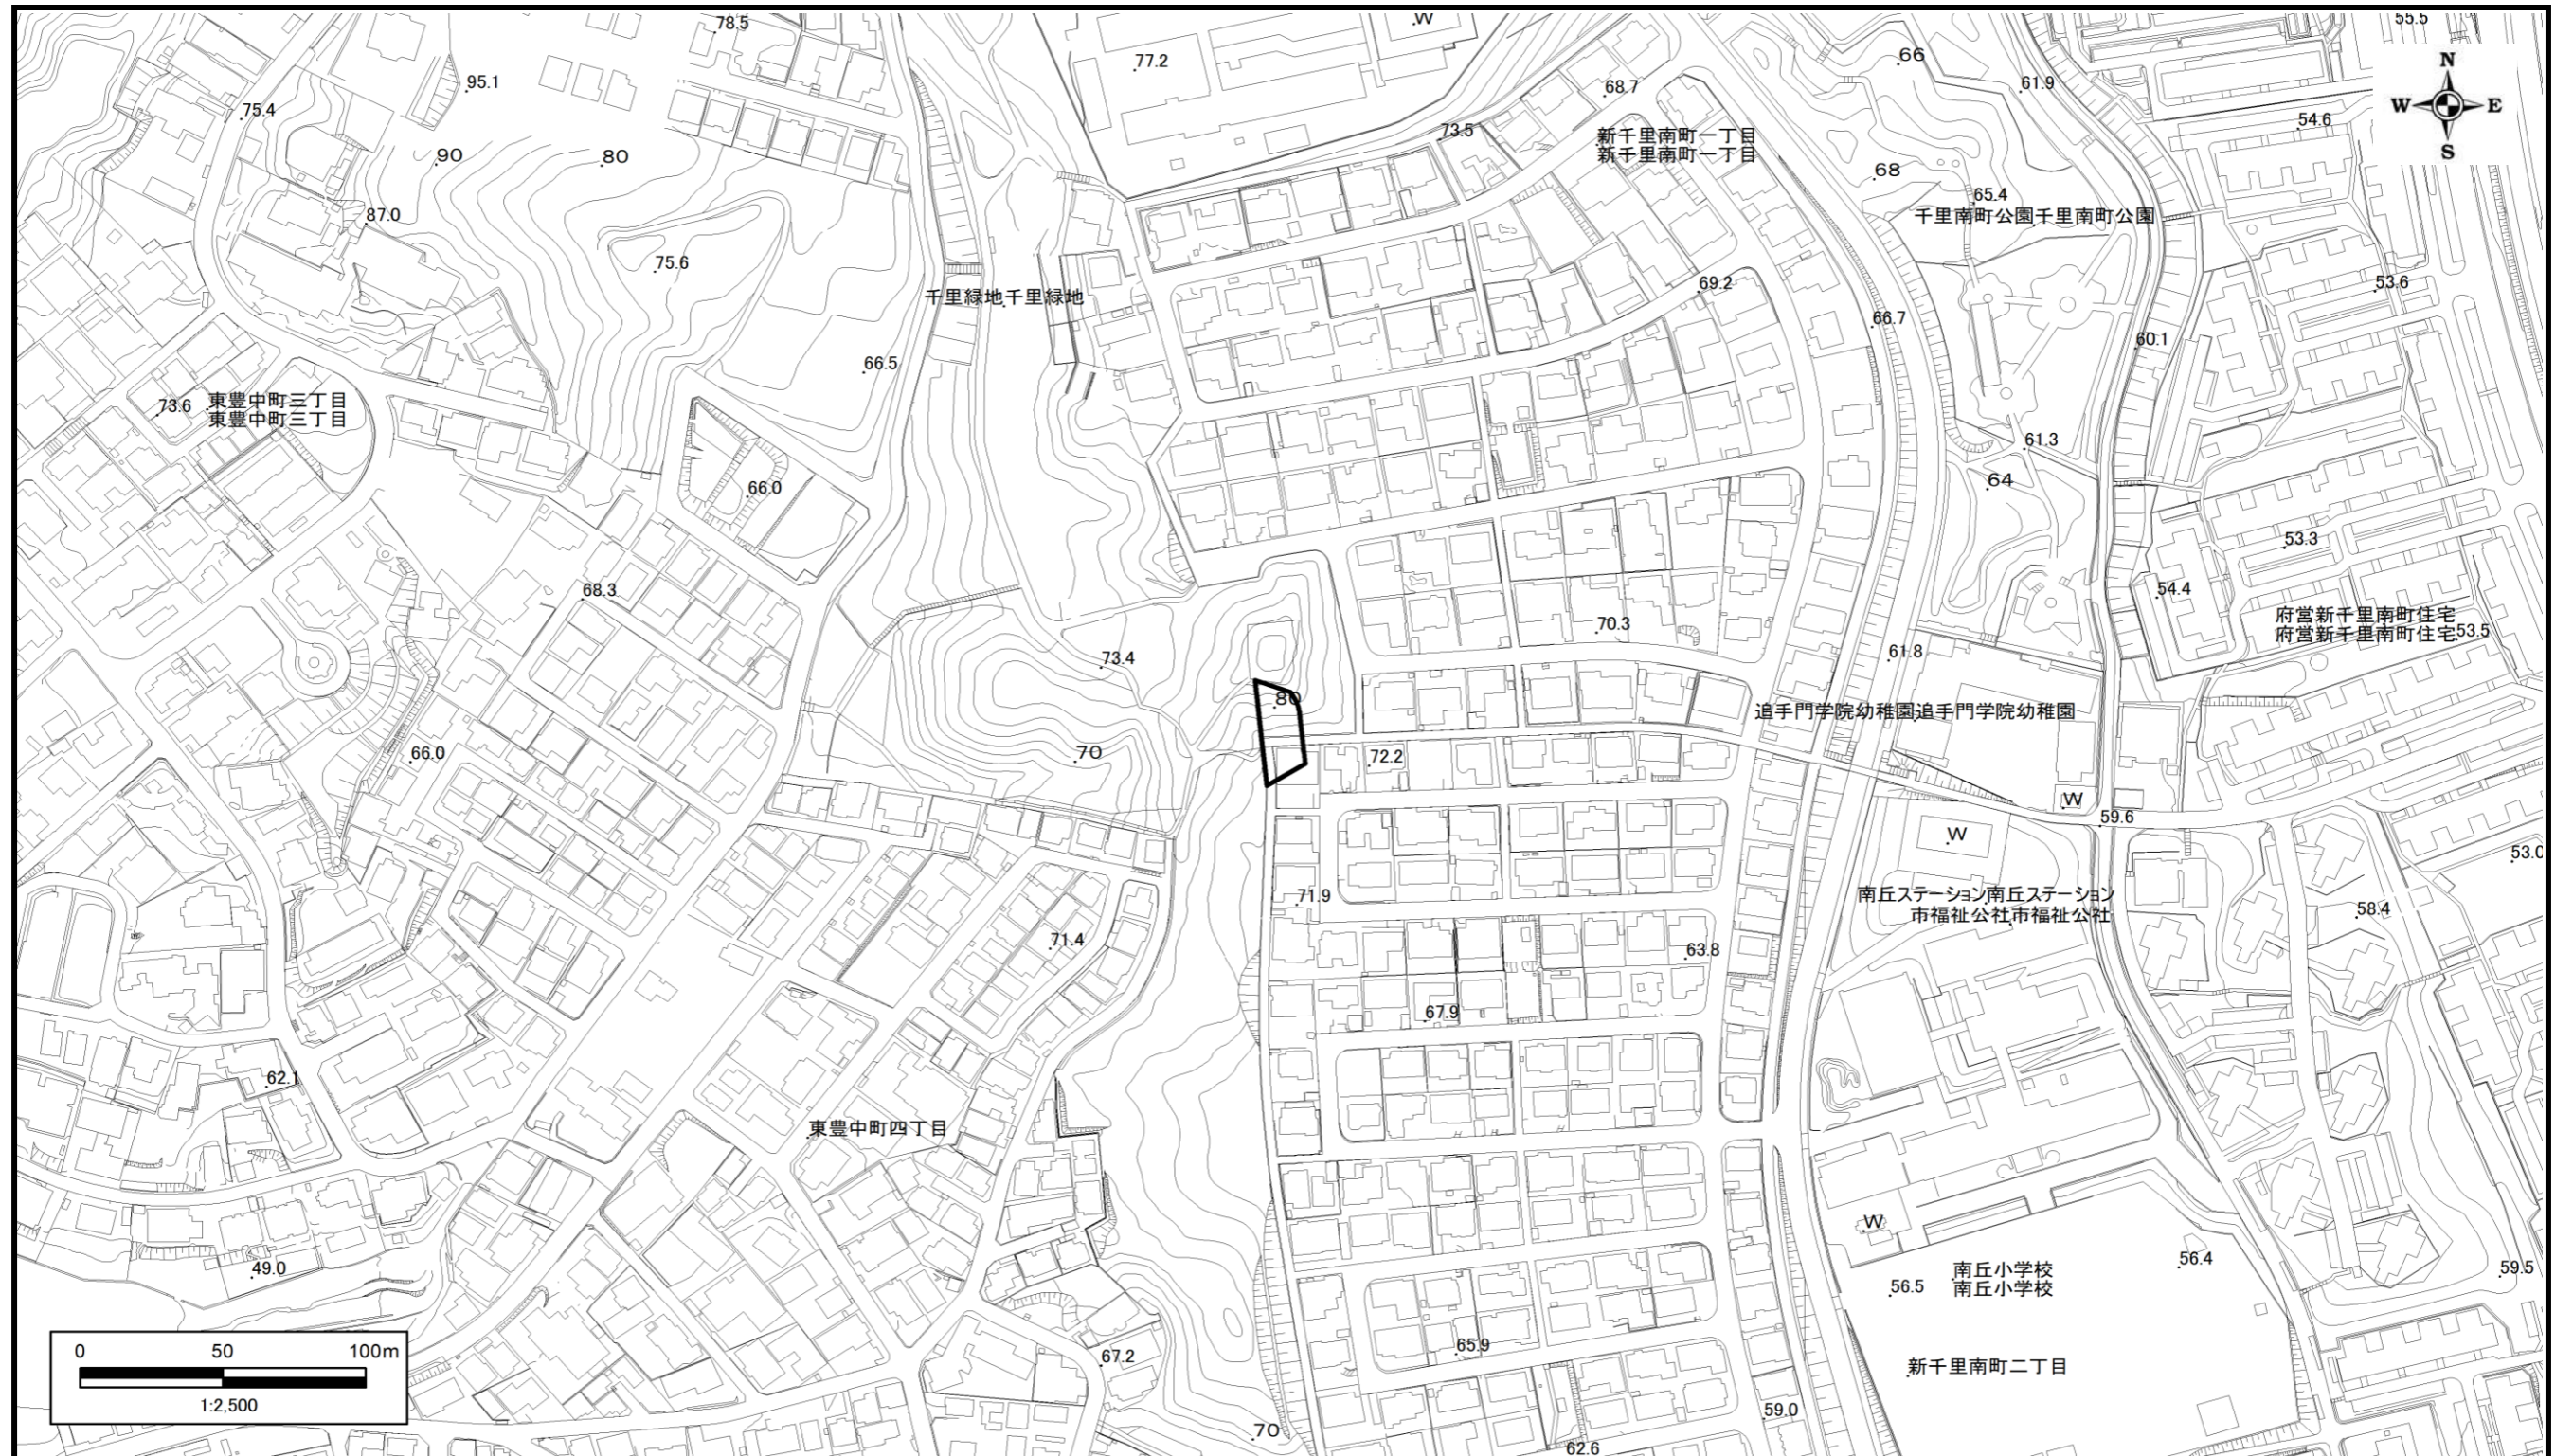 78.5
W
55.5
77.2
66
95.1
68.7
61.9
N
W E
S
75.4
73.5
54.6
新千里南町一丁目
新千里南町一丁目
90
80
68
65.4
千里南町公園千里南町公園
87.0
75.6
69.2
53.6
千里緑地千里緑地
66.7
60.1
66.5
東豊中町三丁目
東豊中町三丁目
73.6
61.3
66.0
64
53.3
68.3
54.4
府営新千里南町住宅
府営新千里南町住宅
53.5
70.3
73.4
61.8
80
追手門学院幼稚園追手門学院幼稚園
66.0
70
72.2
W
59.6
W
53.0
71.9
南丘ステーション南丘ステーション
市福祉公社市福祉公社
58.4
71.4
63.8
67.9
62.1
東豊中町四丁目
W
49.0
56.4
59.5
南丘小学校
南丘小学校
56.5
0 50 100m
1:2,500
67.2
65.9
新千里南町二丁目
59.0
70
62.6